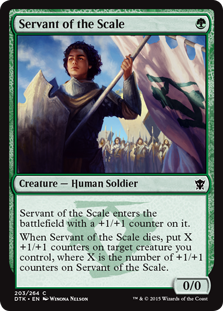 Servant of the Scale
Creature — Human Soldier
Servant of the Scale enters the
battlefield with a +1/+1 counter on it.
When Servant of the Scale dies, put X
+1/+1 counters on target creature you
control, where X is the number of +1/+1
counters on Servant of the Scale.
0/0
203/264 C
DTK • EN Winona Nelson
™ & © 2015 Wizards of the Coast